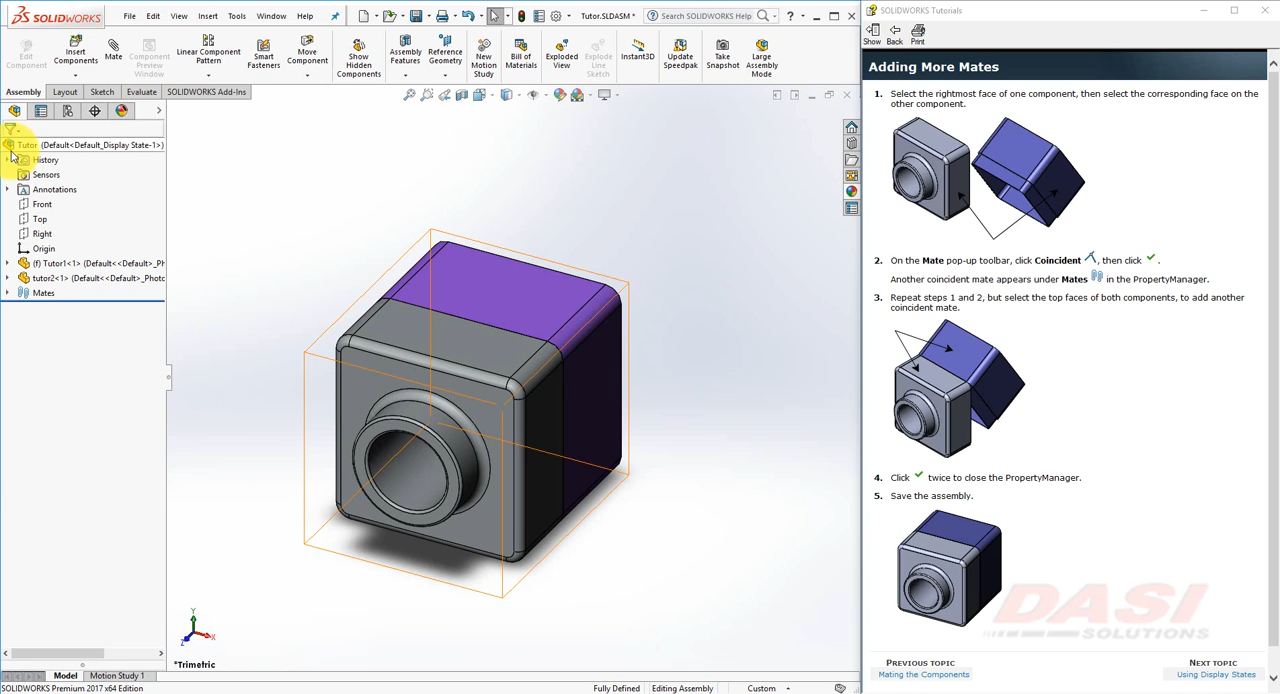 SOLIDWORKS File Edit View Insert Tools Window Help Tutor.SLDASM * Search SOLIDWORKS Help ?
Edit Component
Insert Components
Mate
Component Preview Window
Linear Component Pattern
Smart Fasteners
Move Component
Show Hidden Components
Assembly Features
Reference Geometry
New Motion Study
Bill of Materials
Exploded View
Explode Line Sketch
Instant3D
Update Speedpak
Take Snapshot
Large Assembly Mode
Assembly Layout Sketch Evaluate SOLIDWORKS Add-Ins
Tutor (Default<Default_Display State-1>)
History
Sensors
Annotations
Front
Top
Right
Origin
(f) Tutor1<1> (Default<<Default>_Ph
tutor2<1> (Default<<Default>_Photo
Mates
Y
X
Z
*Trimetric
Model Motion Study 1
SOLIDWORKS Premium 2017 x64 Edition Fully Defined Editing Assembly Custom
SOLIDWORKS Tutorials
Show Back Print
Adding More Mates
1. Select the rightmost face of one component, then select the corresponding face on the
other component.
2. On the Mate pop-up toolbar, click Coincident , then click .
Another coincident mate appears under Mates in the PropertyManager.
3. Repeat steps 1 and 2, but select the top faces of both components, to add another
coincident mate.
4. Click twice to close the PropertyManager.
5. Save the assembly.
DASI
SOLUTIONS
PREVIOUS TOPIC
Mating the Components
NEXT TOPIC
Using Display States